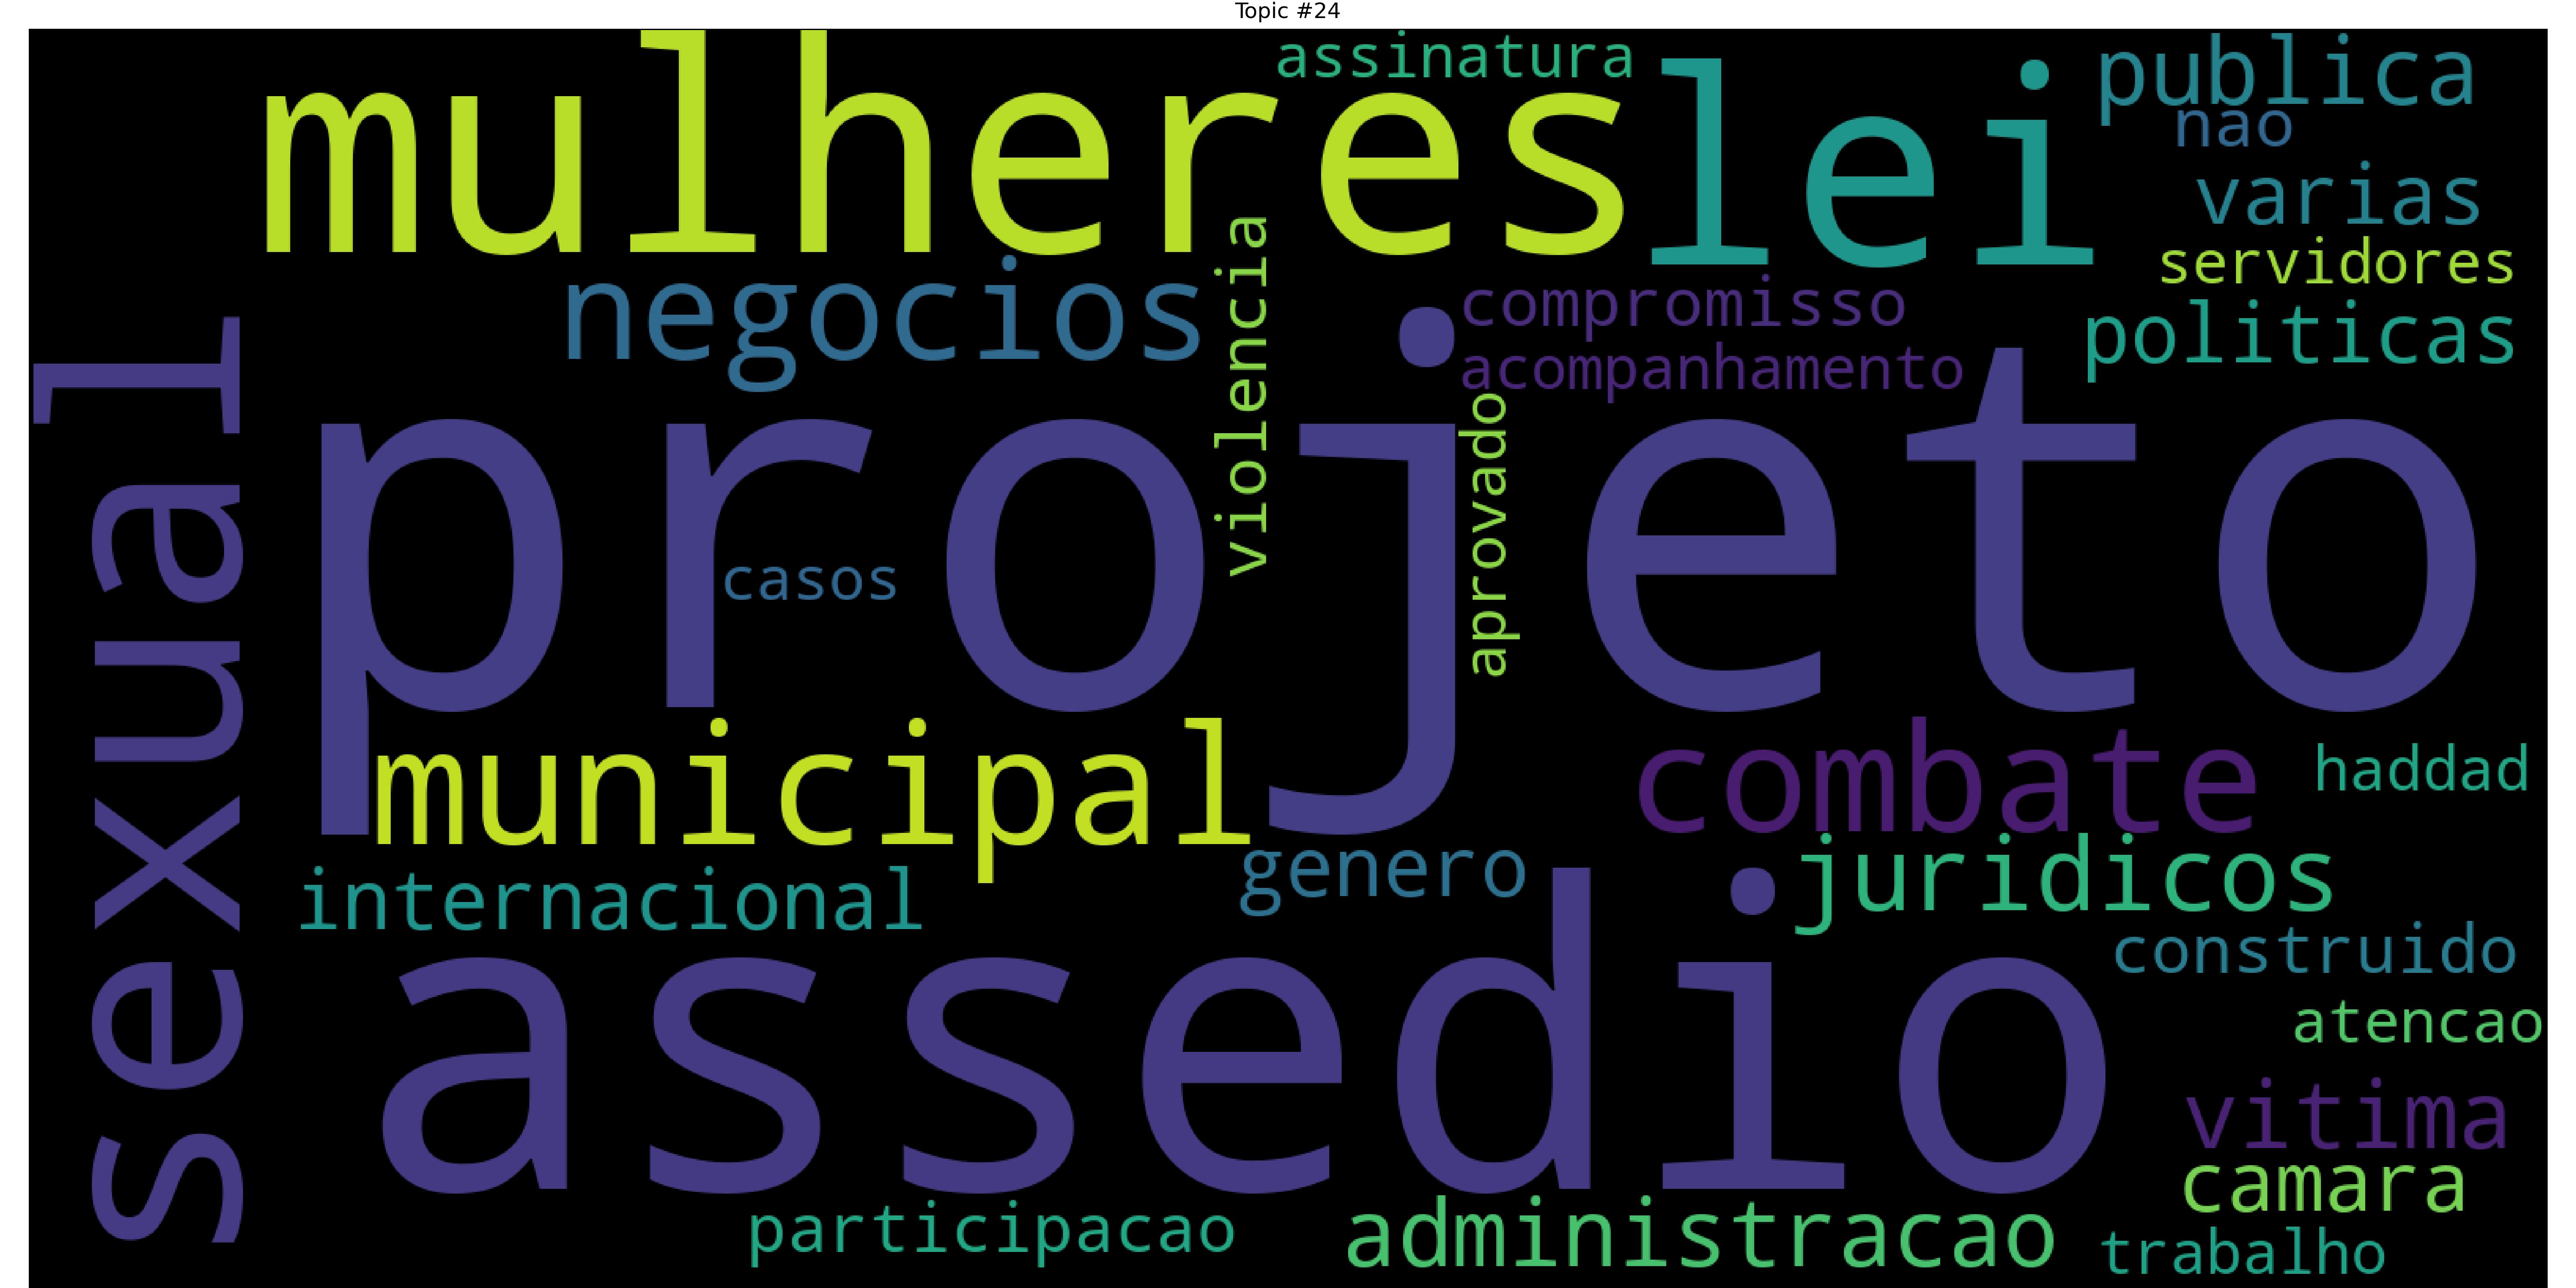 Topic #24
assinatura
mulheres
lei
publica
nao
varias
servidores
negocios
violencia
compromisso
politicas
acompanhamento
sexual
projeto
aprovado
casos
municipal
combate
haddad
internacional
genero
juridicos
construido
assedio
atencao
vitima
camara
participacao
administracao
trabalho